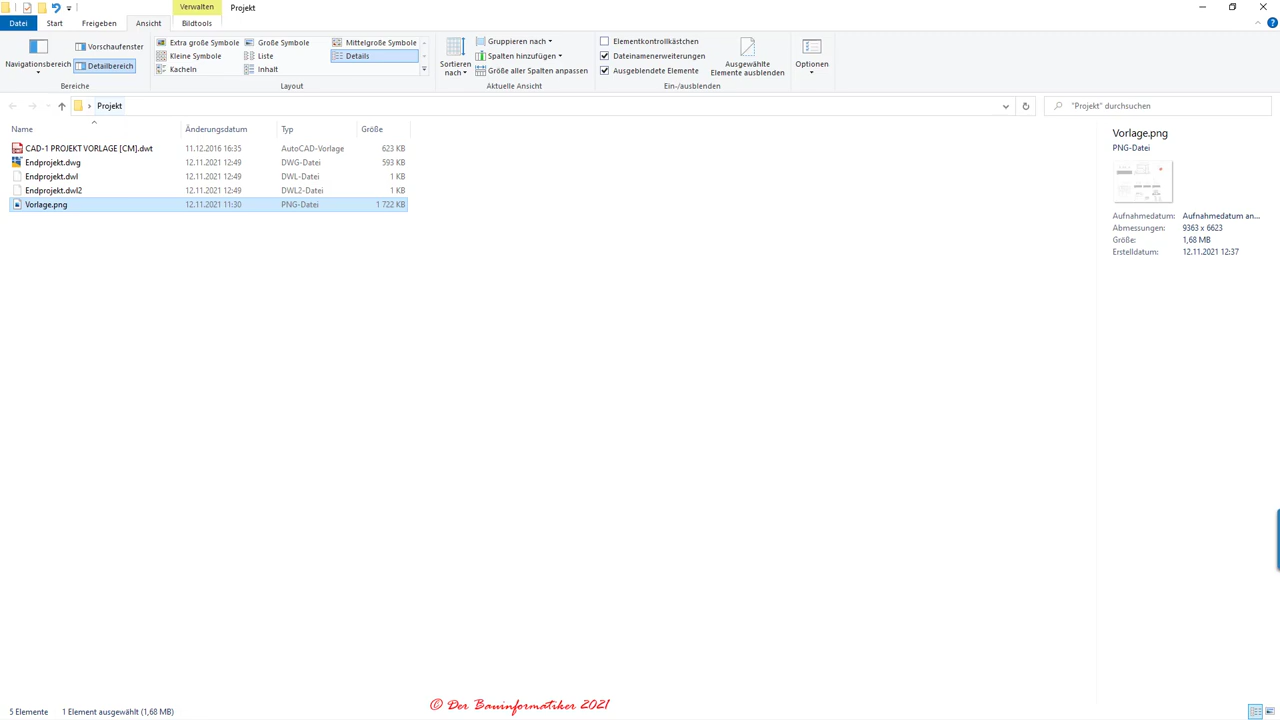 Verwalten
Projekt
Datei
Start
Freigeben
Ansicht
Bildtools
Navigationsbereich
Vorschaufenster
Detailbereich
Bereiche
Extra große Symbole
Große Symbole
Mittelgroße Symbole
Kleine Symbole
Liste
Details
Kacheln
Inhalt
Layout
Sortieren
nach
Gruppieren nach
Spalten hinzufügen
Größe aller Spalten anpassen
Aktuelle Ansicht
Elementkontrollkästchen
Dateinamenerweiterungen
Ausgeblendete Elemente
Ausgewählte
Elemente ausblenden
Ein-/ausblenden
Optionen
Projekt
"Projekt" durchsuchen
Name Änderungsdatum Typ Größe
CAD-1 PROJEKT VORLAGE [CM].dwt 11.12.2016 16:35 AutoCAD-Vorlage 623 KB
Endprojekt.dwg 12.11.2021 12:49 DWG-Datei 593 KB
Endprojekt.dwl 12.11.2021 12:49 DWL-Datei 1 KB
Endprojekt.dwl2 12.11.2021 12:49 DWL2-Datei 1 KB
Vorlage.png 12.11.2021 11:30 PNG-Datei 1 722 KB
Vorlage.png
PNG-Datei
Aufnahmedatum: Aufnahmedatum an...
Abmessungen: 9363 x 6623
Größe: 1,68 MB
Erstelldatum: 12.11.2021 12:37
© Der Bauinformatiker 2021
5 Elemente 1 Element ausgewählt (1,68 MB)